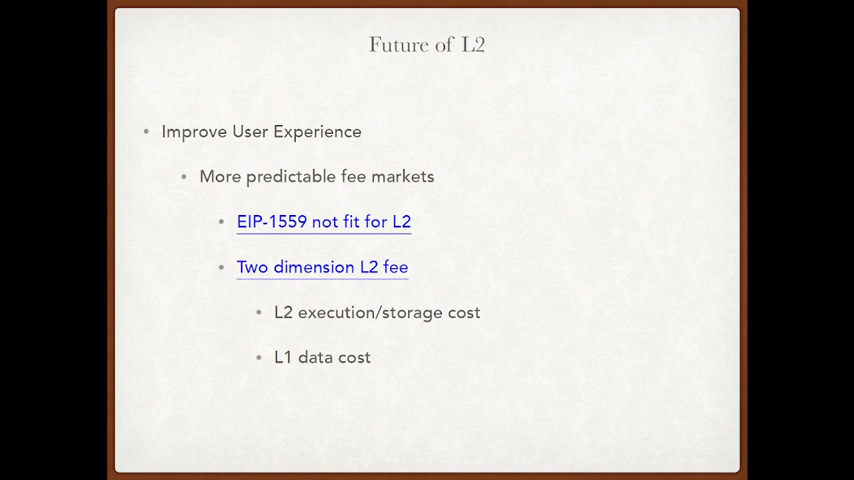 Future of L2
• Improve User Experience
• More predictable fee markets
• EIP-1559 not fit for L2
• Two dimension L2 fee
• L2 execution/storage cost
• L1 data cost